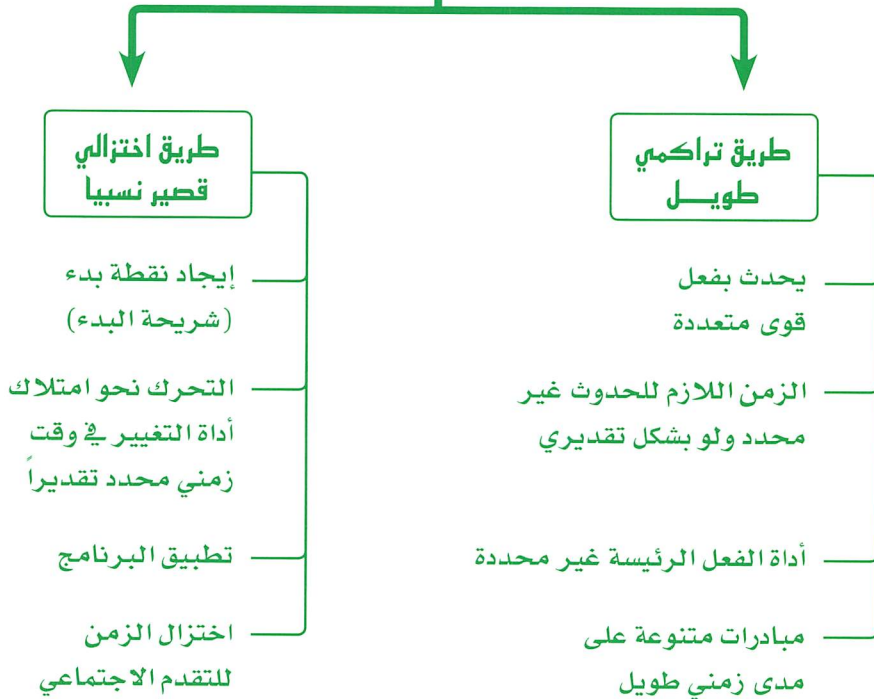 طريق تراكمي
طويــل
يحدث بفعل
قوى متعددة
الزمن اللازم للحدوث غير
محدد ولو بشكل تقديري
أداة الفعل الرئيسة غير محددة
مبادرات متنوعة على
مدى زمني طويل
طريق اختزالي
قصير نسبيا
إيجاد نقطة بدء
(شريحة البدء)
التحرك نحو امتلاك
أداة التغيير في وقت
زمني محدد تقديراً
تطبيق البرنامج
اختزال الزمن
للتقدم الاجتماعي